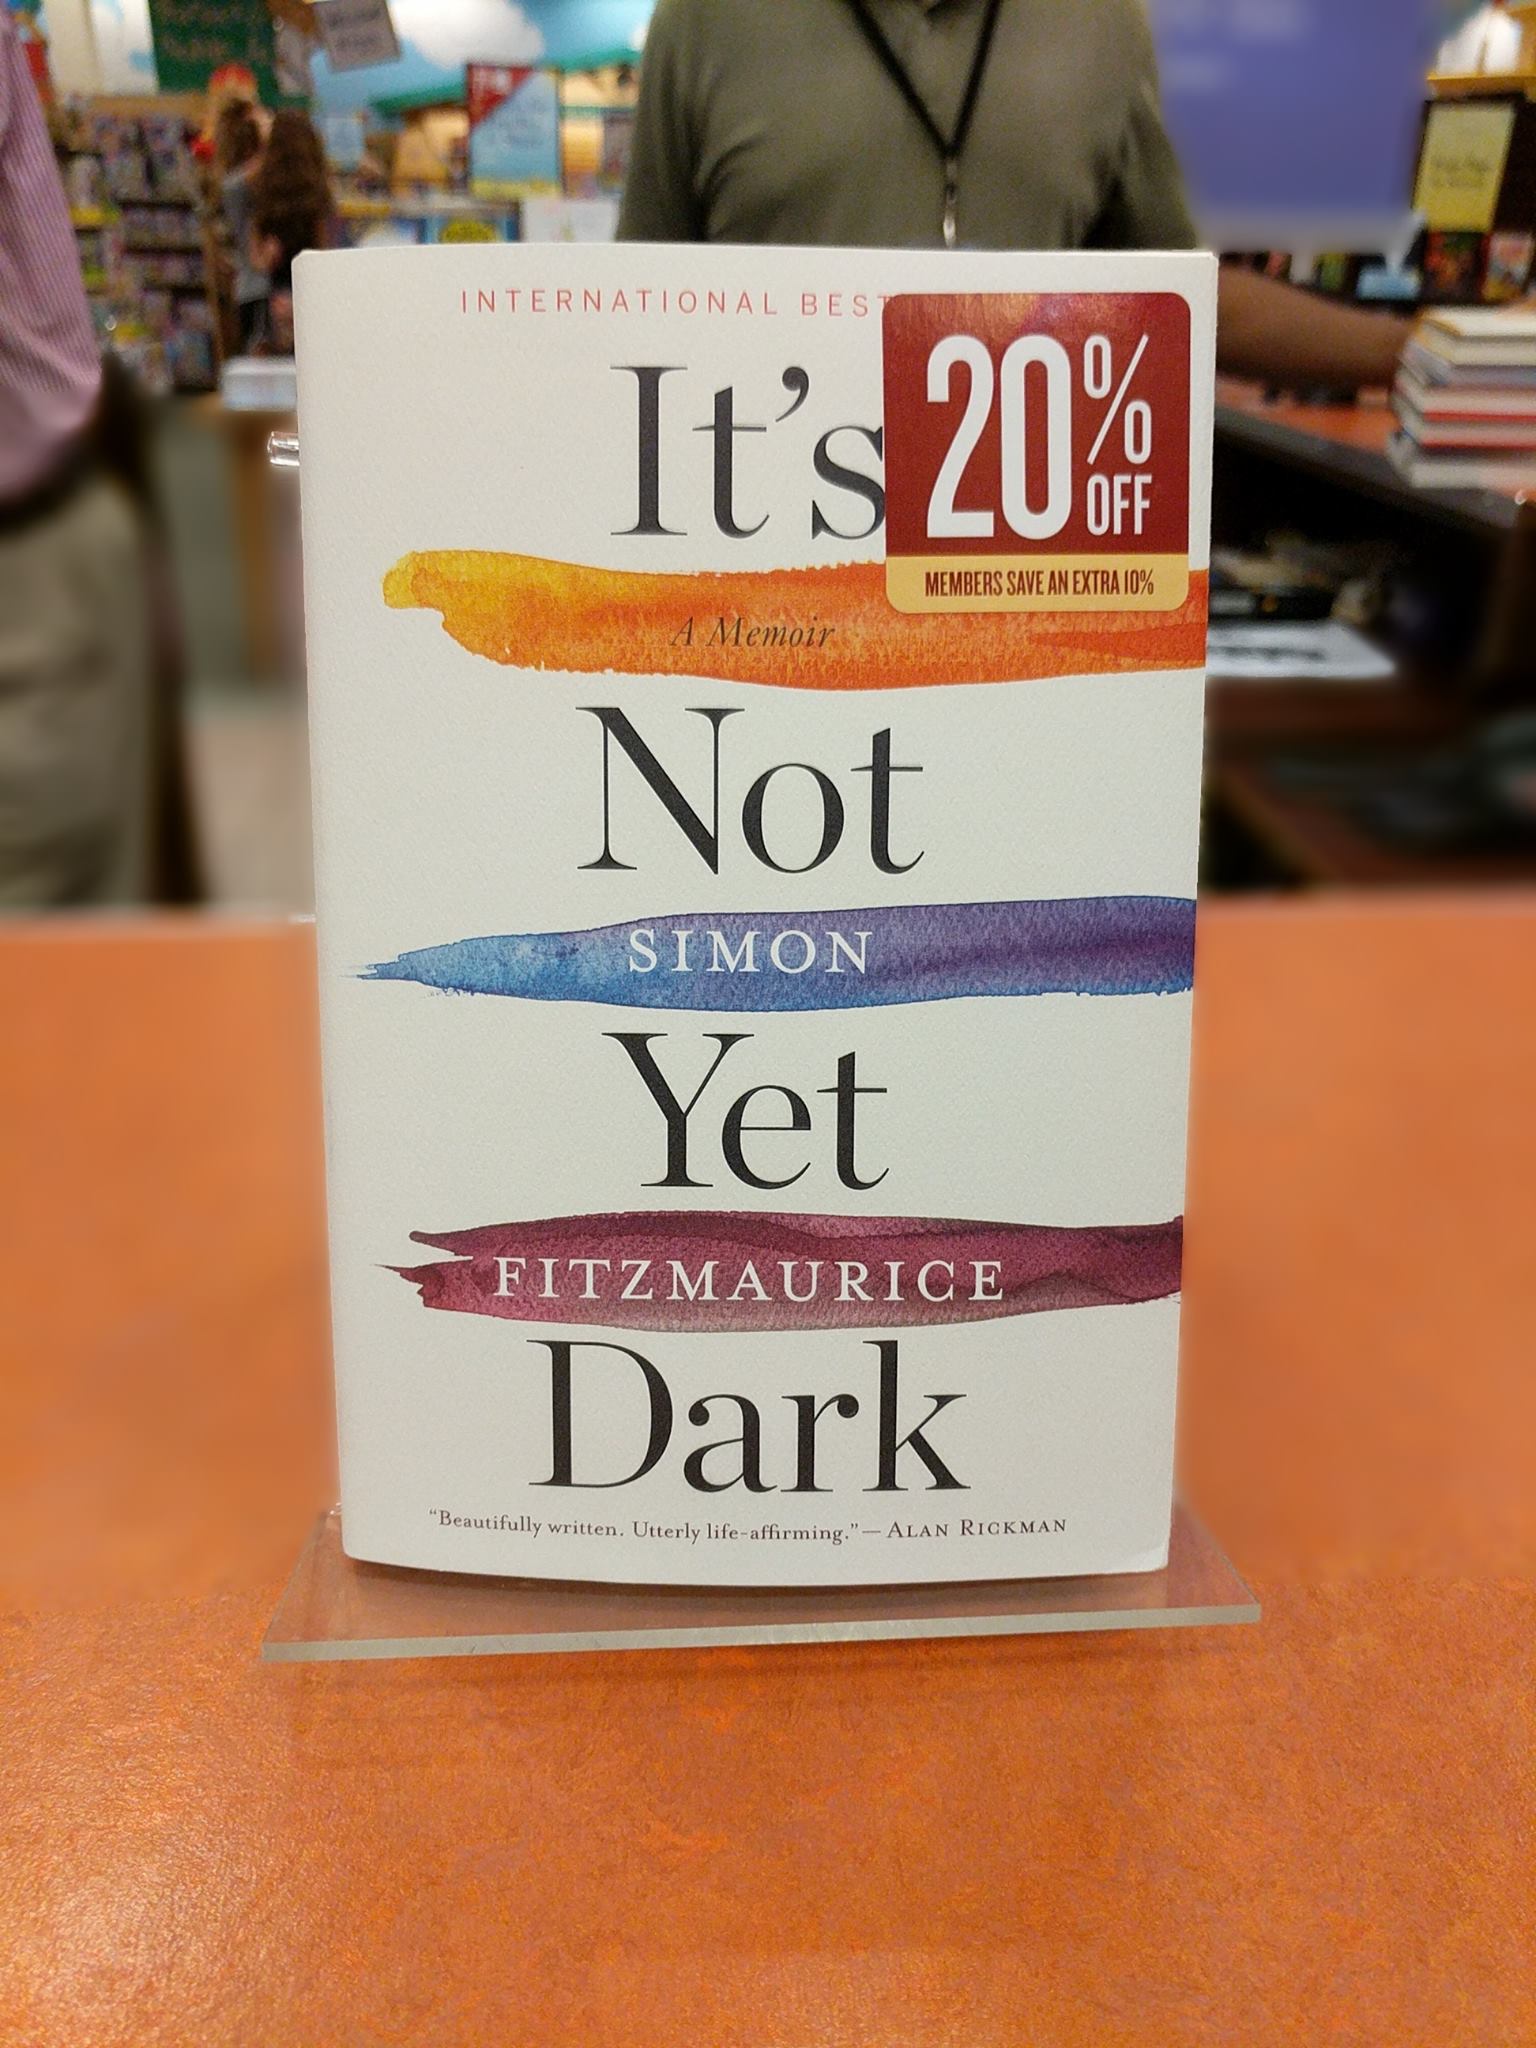 INTERNATIONAL BEST
It's
20% OFF
MEMBERS SAVE AN EXTRA 10%
A Memoir
Not
SIMON
Yet
FITZMAURICE
Dark
“Beautifully written. Utterly life-affirming.”—ALAN RICKMAN